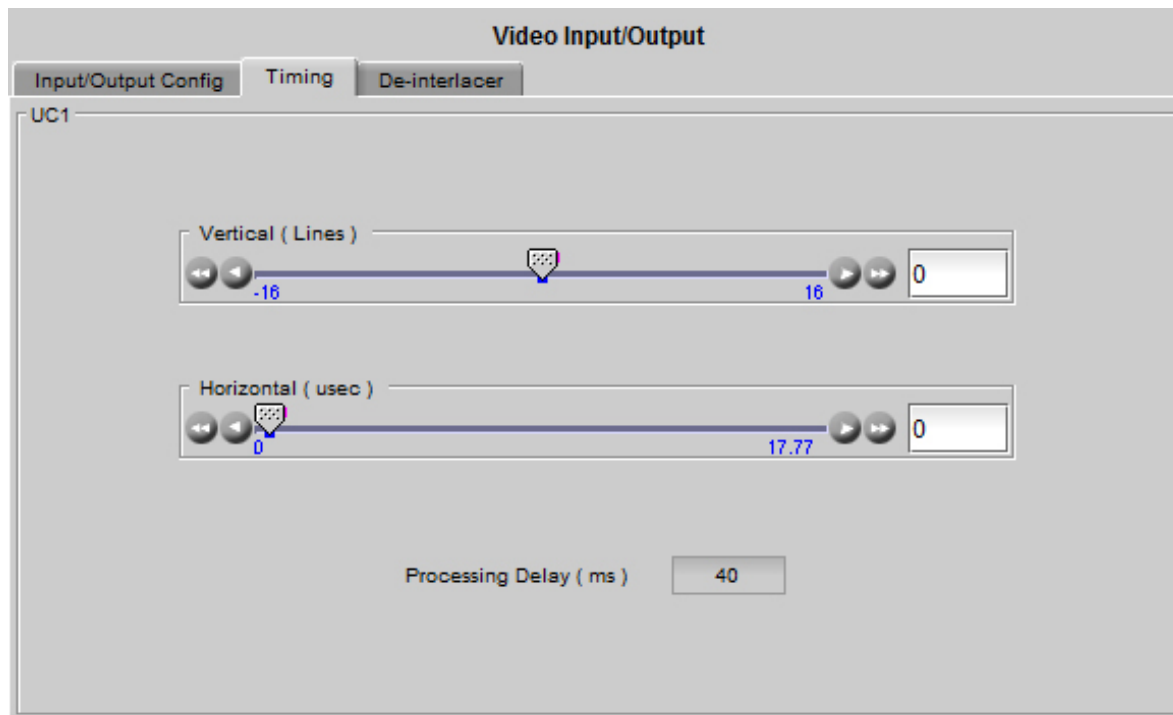 Video Input/Output
Input/Output Config Timing De-interlacer
UC1
Vertical ( Lines )
-16 16 0
Horizontal ( usec )
0 17.77 0
Processing Delay ( ms ) 40